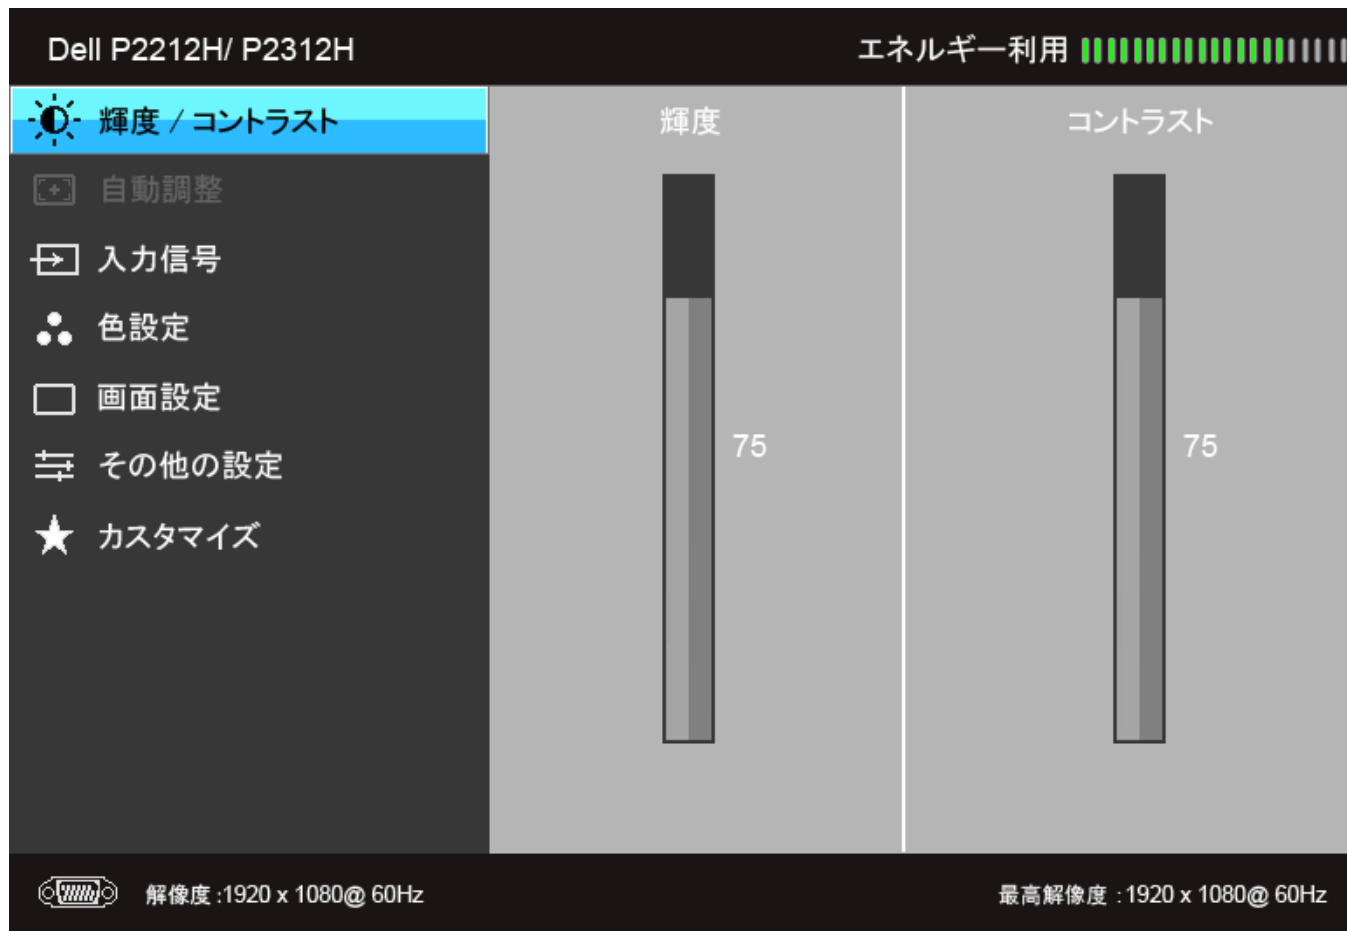 Dell P2212H/ P2312H
エネルギー利用
輝度 / コントラスト
自動調整
入力信号
色設定
画面設定
その他の設定
カスタマイズ
輝度
75
コントラスト
75
解像度 :1920 x 1080@ 60Hz
最高解像度 :1920 x 1080@ 60Hz